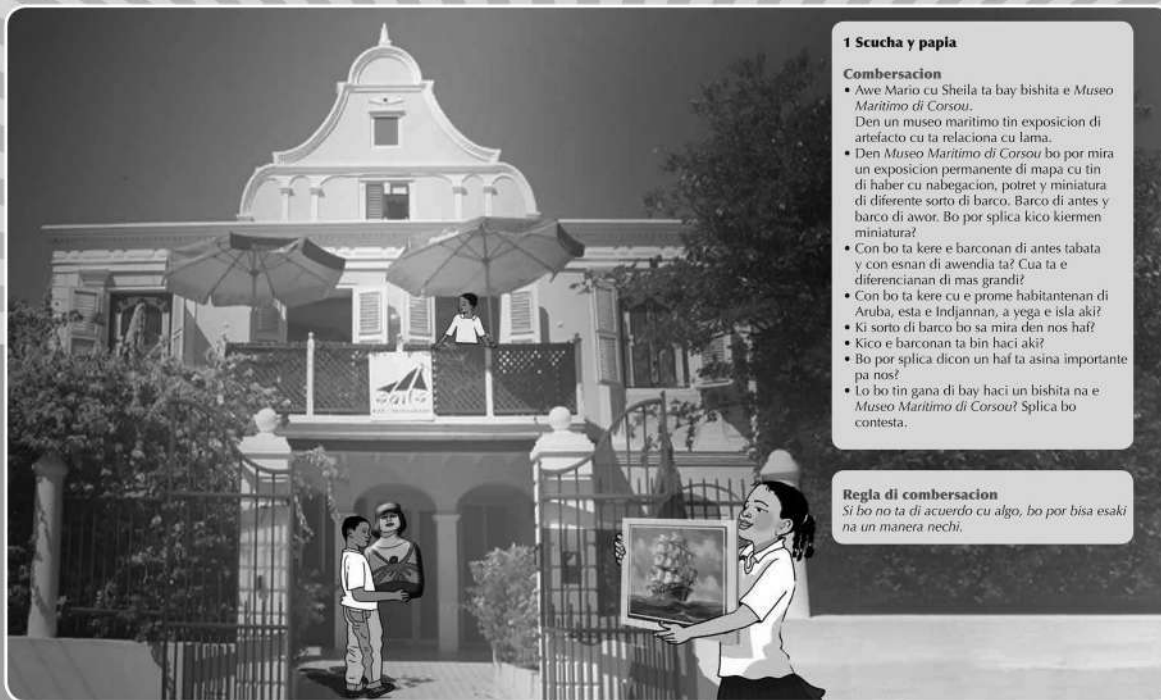 1 Scucha y papia
Combersacion
• Awe Mario cu Sheila ta bay bishita e Museo
Maritimo di Corsou.
Den un museo maritimo tin exposicion di
artefacto cu ta relaciona cu lama.
• Den Museo Maritimo di Corsou bo por mira
un exposicion permanente di mapa cu tin
di haber cu nabegacion, potret y miniatura
di diferente sorto di barco. Barco di antes y
barco di awor. Bo por splica kico kiermen
miniatura?
• Con bo ta kere e barconan di antes tabata
y con esnan di awendia ta? Cua ta e
diferencianan di mas grandi?
• Con bo ta kere cu e prome habitantenan di
Aruba, esta e Indjannan, a yega e isla aki?
• Ki sorto di barco bo sa mira den nos haf?
• Kico e barconan ta bin haci aki?
• Bo por splica dicon un haf ta asina importante
pa nos?
• Lo bo tin gana di bay haci un bishita na e
Museo Maritimo di Corsou? Splica bo
contesta.
Regla di combersacion
Si bo no ta di acuerdo cu algo, bo por bisa esaki
na un manera nechi.
sails